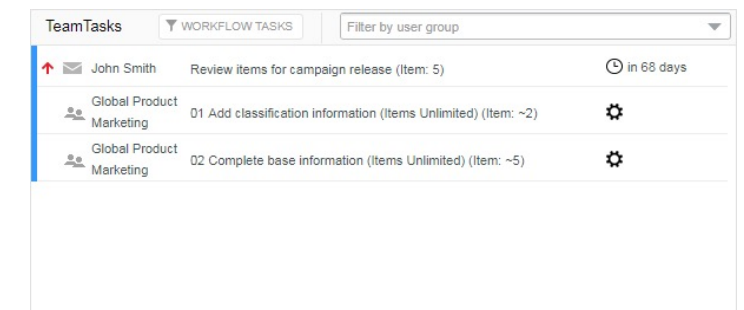 TeamTasks WORKFLOW TASKS Filter by user group
John Smith Review items for campaign release (Item: 5) in 68 days
Global Product
Marketing
01 Add classification information (Items Unlimited) (Item: ~2)
Global Product
Marketing
02 Complete base information (Items Unlimited) (Item: ~5)